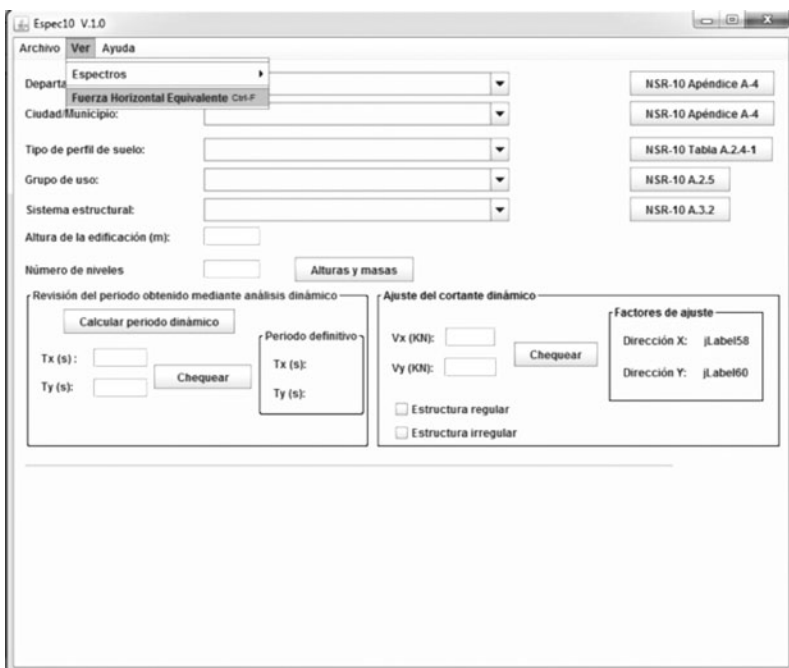 Espec10 V.1.0
Archivo Ver Ayuda
Espectros
Fuerza Horizontal Equivalente Ctrl-F
Departa
NSR-10 Apéndice A-4
Ciudad/Municipio:
NSR-10 Apéndice A-4
Tipo de perfil de suelo:
NSR-10 Tabla A.2.4-1
Grupo de uso:
NSR-10 A.2.5
Sistema estructural:
NSR-10 A.3.2
Altura de la edificación (m):
Número de niveles
Alturas y masas
Revisión del periodo obtenido mediante análisis dinámico
Calcular periodo dinàmico
Tx (s) :
Ty (s):
Chequear
Periodo definitivo
Tx (s):
Ty (s):
Ajuste del cortante dinámico
Vx (KN):
Vy (KN):
Chequear
Estructura regular
Estructura irregular
Factores de ajuste
Dirección X: jLabel58
Dirección Y: jLabel60